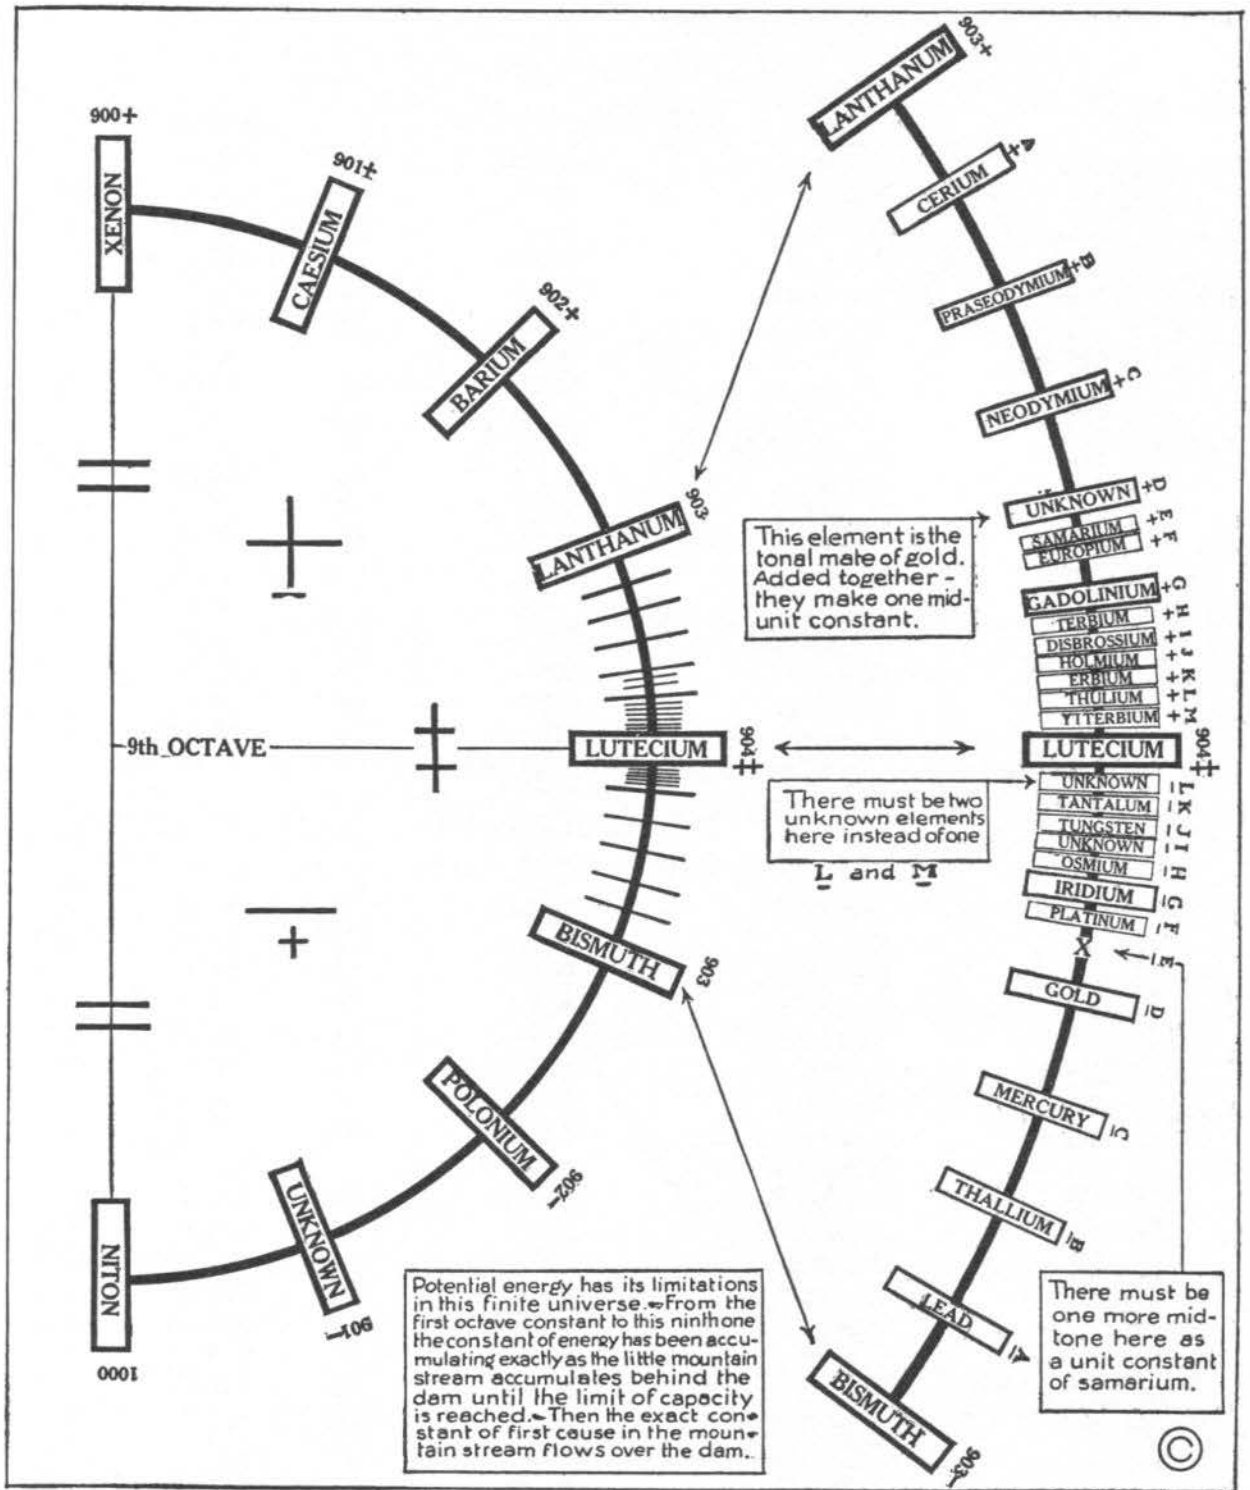 900+
XENON
901+
CAESIUM
902+
BARIUM
903
LANTHANUM
9th OCTAVE
LUTECIUM
904‡
BISMUTH
903
POLONIUM
902-
UNKNOWN
901-
NITON
1000
903+
LANTHANUM
CERIUM
A+
PRASEODYMIUM
B+
NEODYMIUM
C+
UNKNOWN
D+
SAMARIUM
E+
EUROPIUM
F+
GADOLINIUM
G+
TERBIUM
H+
DISBROSSIUM
I+
HOLMIUM
J+
ERBIUM
K+
THULIUM
L+
YTTERBIUM
M+
LUTECIUM
904‡
UNKNOWN
L
TANTALUM
K
TUNGSTEN
J
UNKNOWN
I
OSMIUM
H
IRIDIUM
G
PLATINUM
F
X
E
GOLD
D
MERCURY
C
THALLIUM
B
LEAD
A
BISMUTH
903-
This element is the
tonal mate of gold.
Added together -
they make one mid-
unit constant.
There must be two
unknown elements
here instead of one
L and M
There must be
one more mid-
tone here as
a unit constant
of samarium.
Potential energy has its limitations
in this finite universe. From the
first octave constant to this ninth one
the constant of energy has been accu-
mulating exactly as the little mountain
stream accumulates behind the
dam until the limit of capacity
is reached. Then the exact con-
stant of first cause in the moun-
tain stream flows over the dam.
©